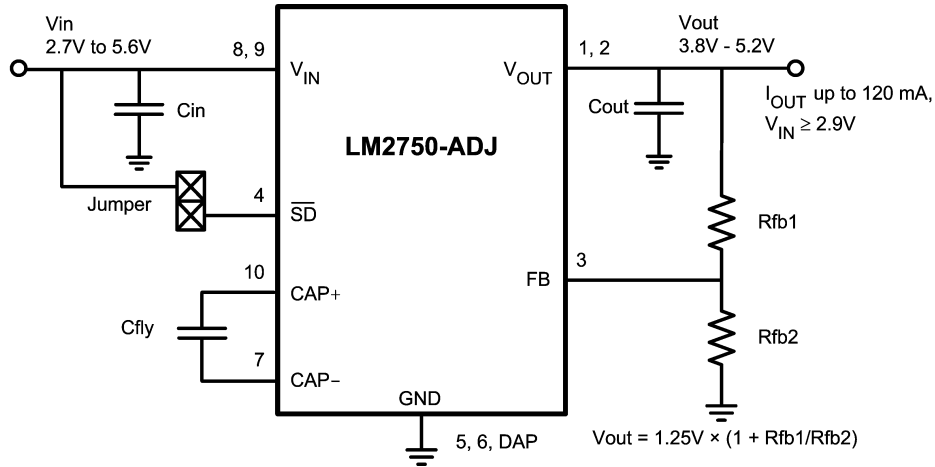 Vin
2.7V to 5.6V
8, 9
VIN
Cin
Jumper
4
SD
10
CAP+
Cfly
7
CAP−
LM2750-ADJ
GND
5, 6, DAP
1, 2
VOUT
Vout
3.8V - 5.2V
Cout
IOUT up to 120 mA,
VIN ≥ 2.9V
Rfb1
3
FB
Rfb2
Vout = 1.25V × (1 + Rfb1/Rfb2)